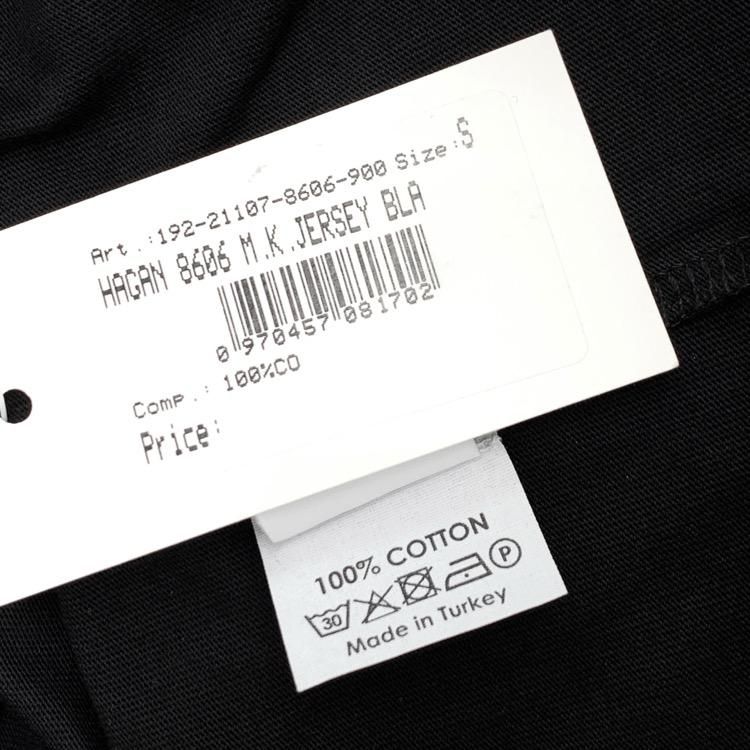 Art.:192-21107-8606-900 Size:S
HAGAN 8606 M.K.JERSEY BLA
0 970457 081702
Comp.: 100%CO
Price:
100% COTTON
30 P
Made in Turkey